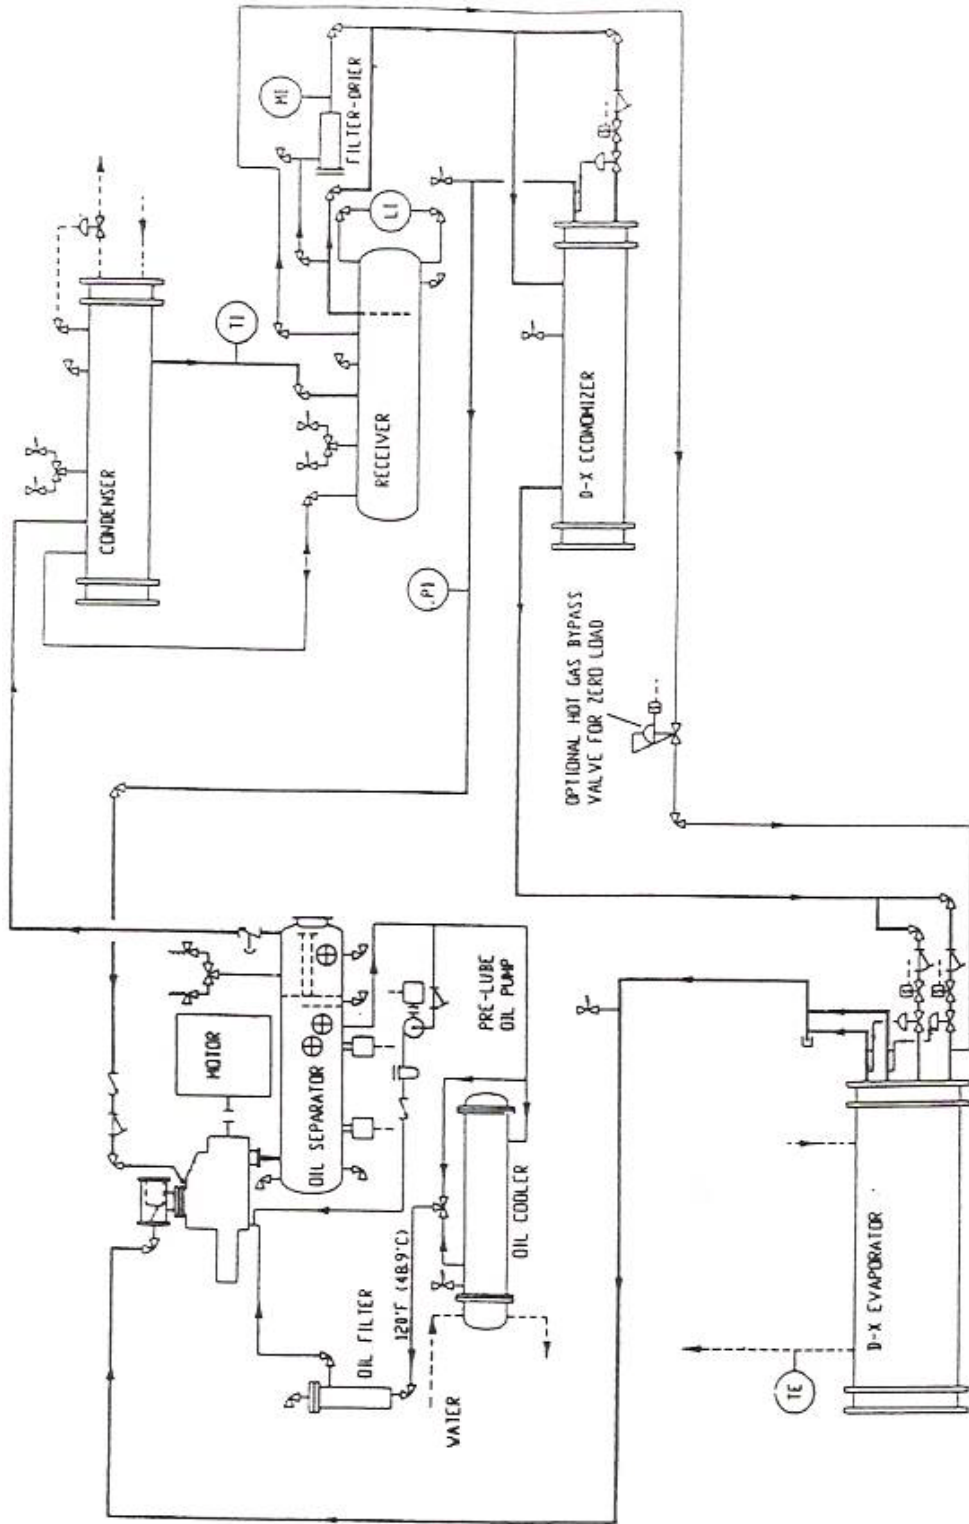 CONDENSER
TI
MI
FILTER-DRIER
LI
RECEIVER
PI
D-X ECONOMIZER
OPTIONAL HOT GAS BYPASS
VALVE FOR ZERO LOAD
MOTOR
OIL SEPARATOR
PRE-LUBE
OIL PUMP
OIL COOLER
120°F (48.9°C)
OIL FILTER
WATER
TE
D-X EVAPORATOR